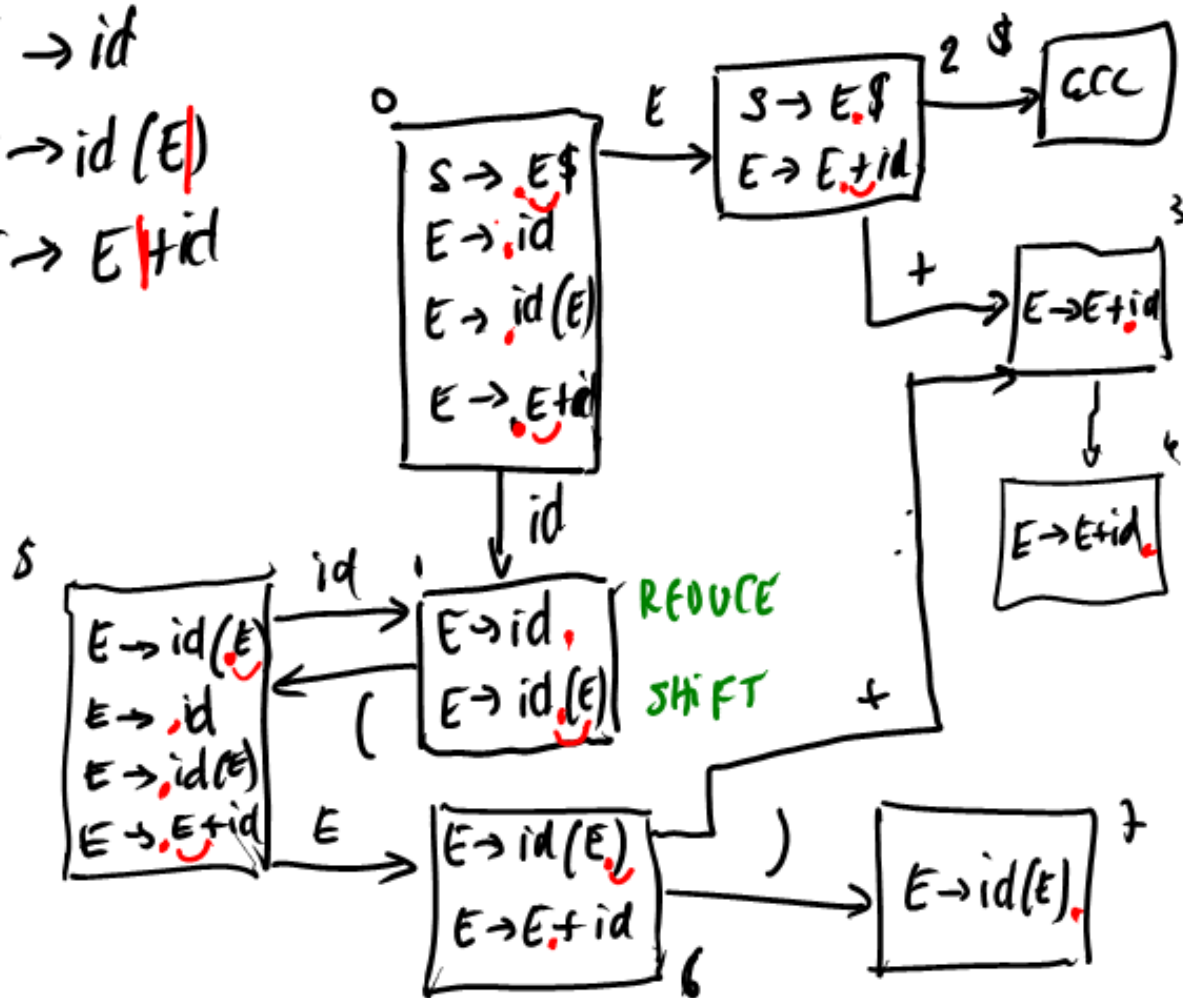 → id
→ id (E)
→ E + id
0
S → .E$
E → .id
E → .id(E)
E → .E+id
E
S → E.$
E → E.+id
2 $
acc
+
3
E → E+.id
4
E → E+id.
id
5
E → id(.E)
E → .id
E → .id(E)
E → .E+id
id
(
1
E → id.
E → id.(E)
REDUCE
SHIFT
E
E → id(E.)
E → E.+id
6
+
)
7
E → id(E).